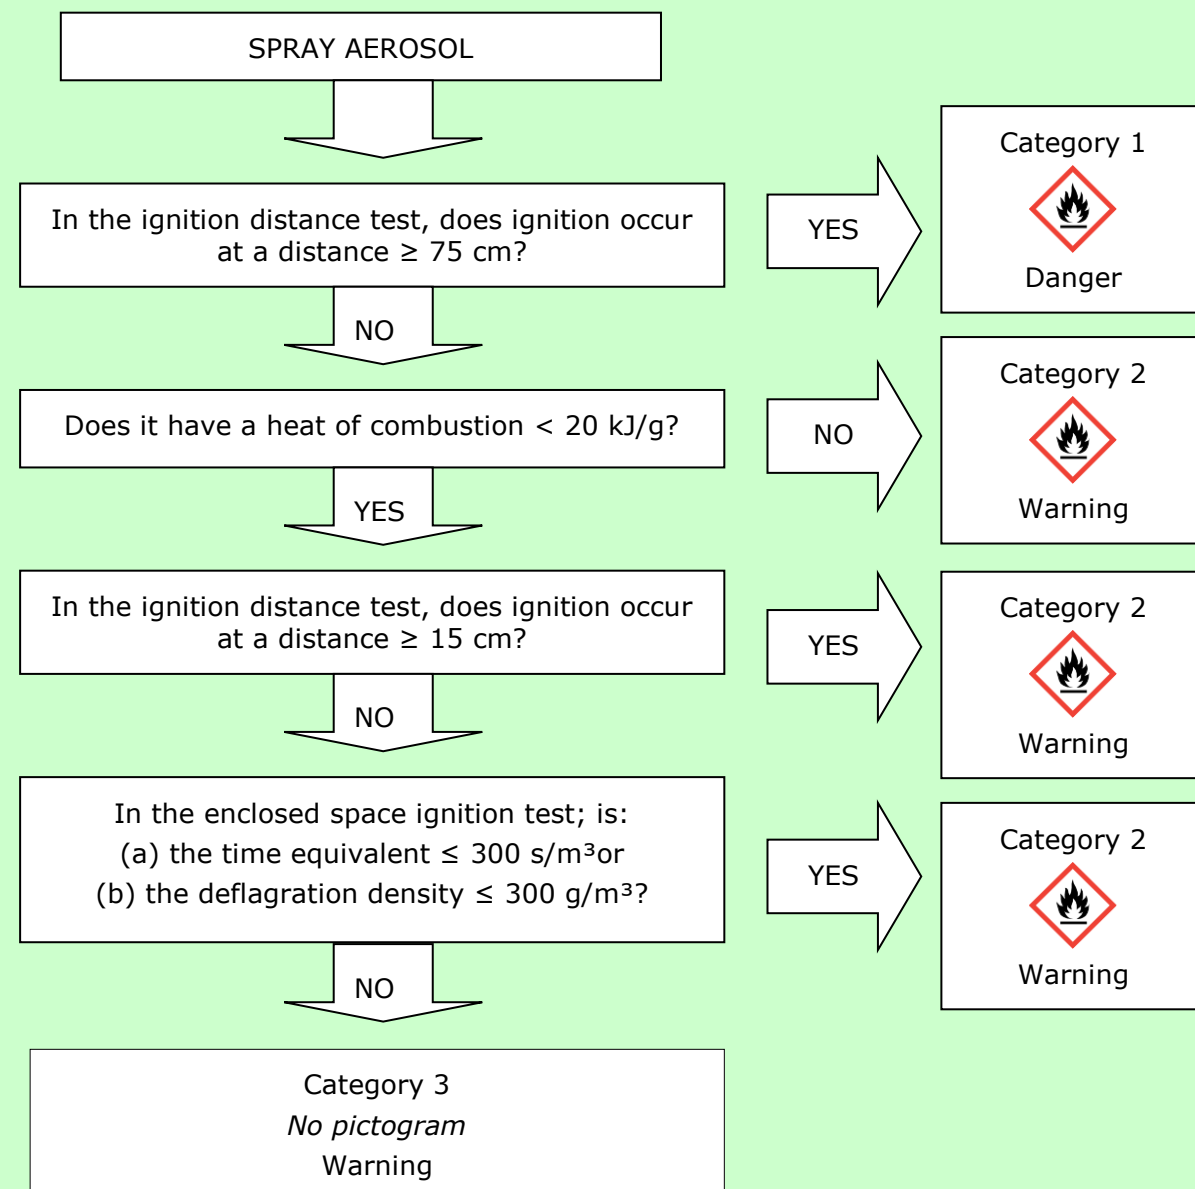 SPRAY AEROSOL
In the ignition distance test, does ignition occur
at a distance ≥ 75 cm?
YES
Category 1
Danger
NO
Does it have a heat of combustion < 20 kJ/g?
NO
Category 2
Warning
YES
In the ignition distance test, does ignition occur
at a distance ≥ 15 cm?
YES
Category 2
Warning
NO
In the enclosed space ignition test; is:
(a) the time equivalent ≤ 300 s/m³or
(b) the deflagration density ≤ 300 g/m³?
YES
Category 2
Warning
NO
Category 3
No pictogram
Warning